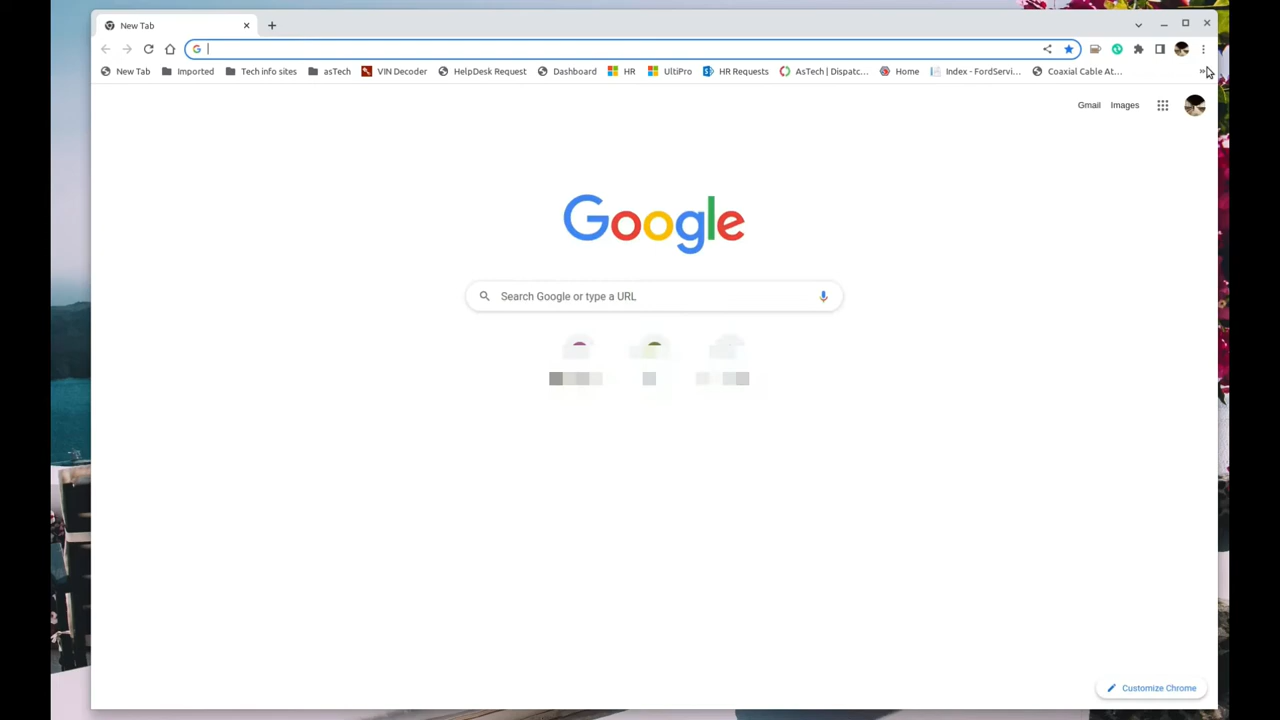 New Tab
New Tab Imported Tech info sites asTech VIN Decoder HelpDesk Request Dashboard HR UltiPro HR Requests AsTech | Dispatc... Home Index - FordServi... Coaxial Cable At... »
Gmail Images
Google
Search Google or type a URL
Customize Chrome